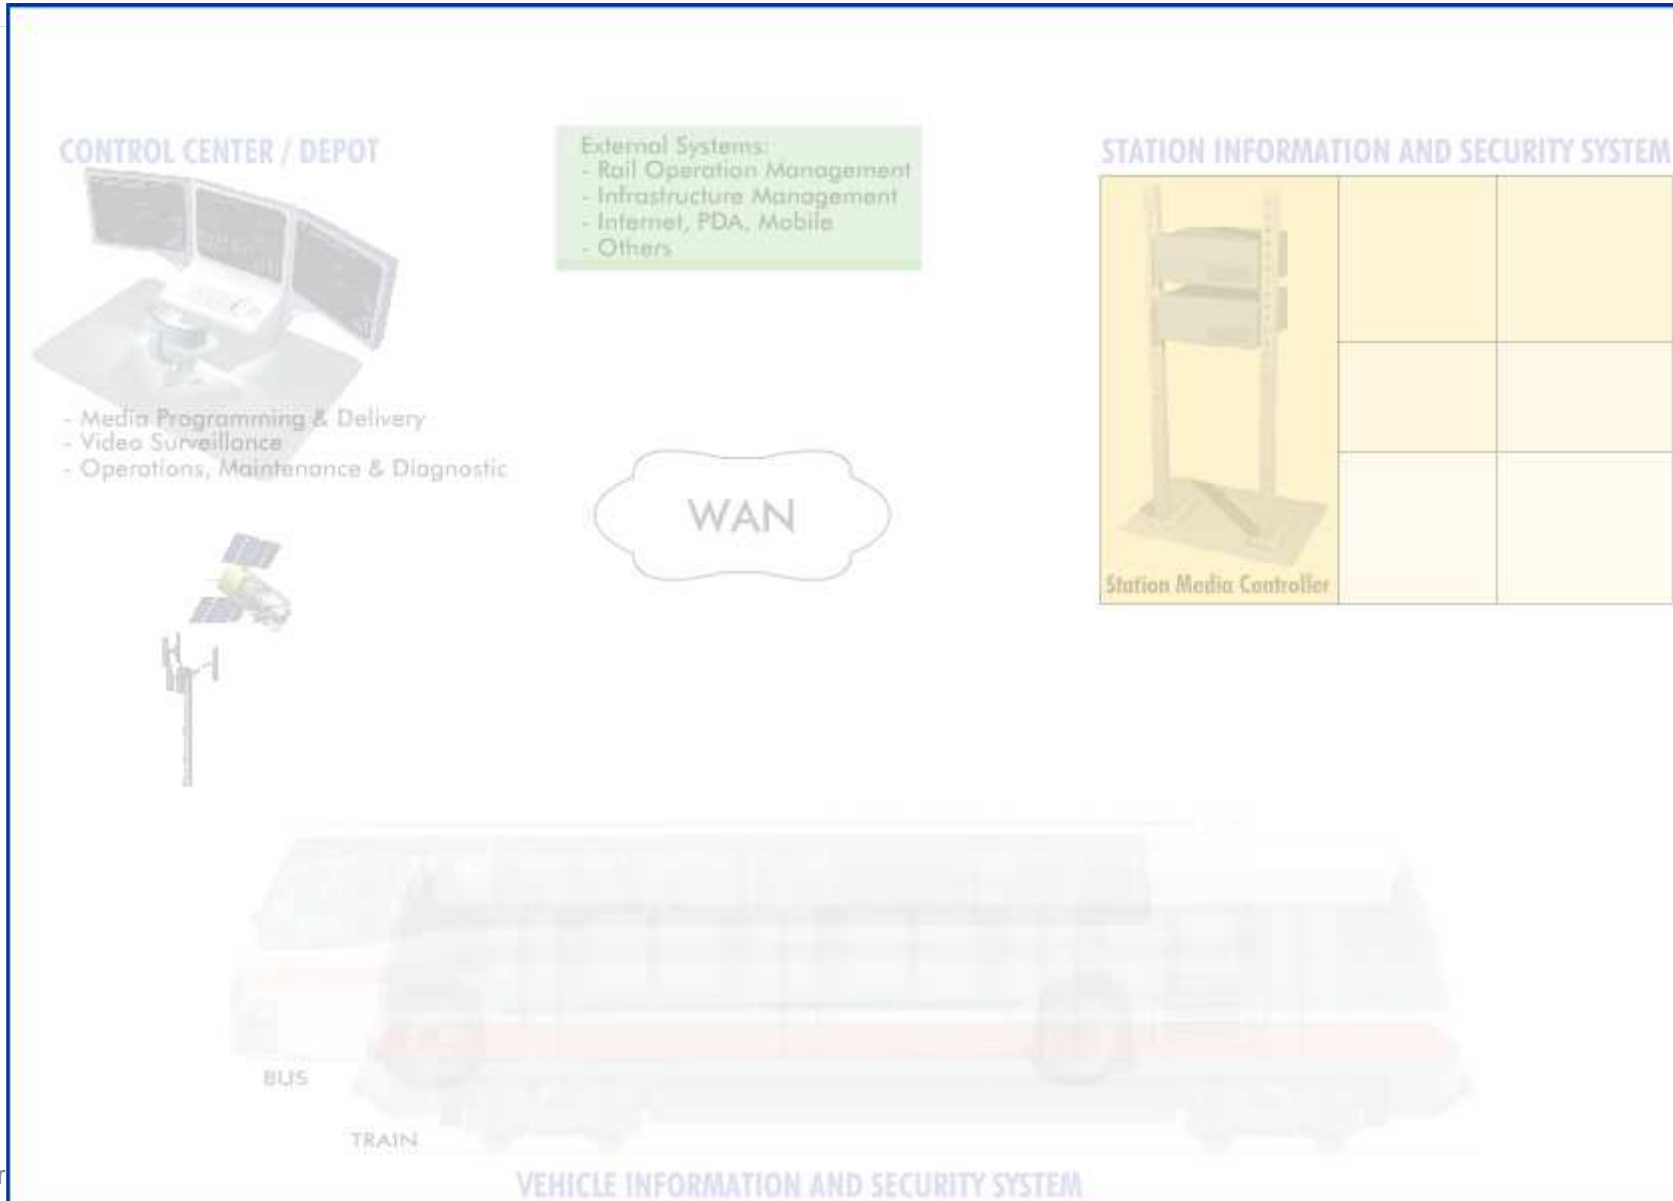 CONTROL CENTER / DEPOT
- Media Programming & Delivery
- Video Surveillance
- Operations, Maintenance & Diagnostic
External Systems:
- Rail Operation Management
- Infrastructure Management
- Internet, PDA, Mobile
- Others
WAN
STATION INFORMATION AND SECURITY SYSTEM
Station Media Controller
BUS
TRAIN
VEHICLE INFORMATION AND SECURITY SYSTEM